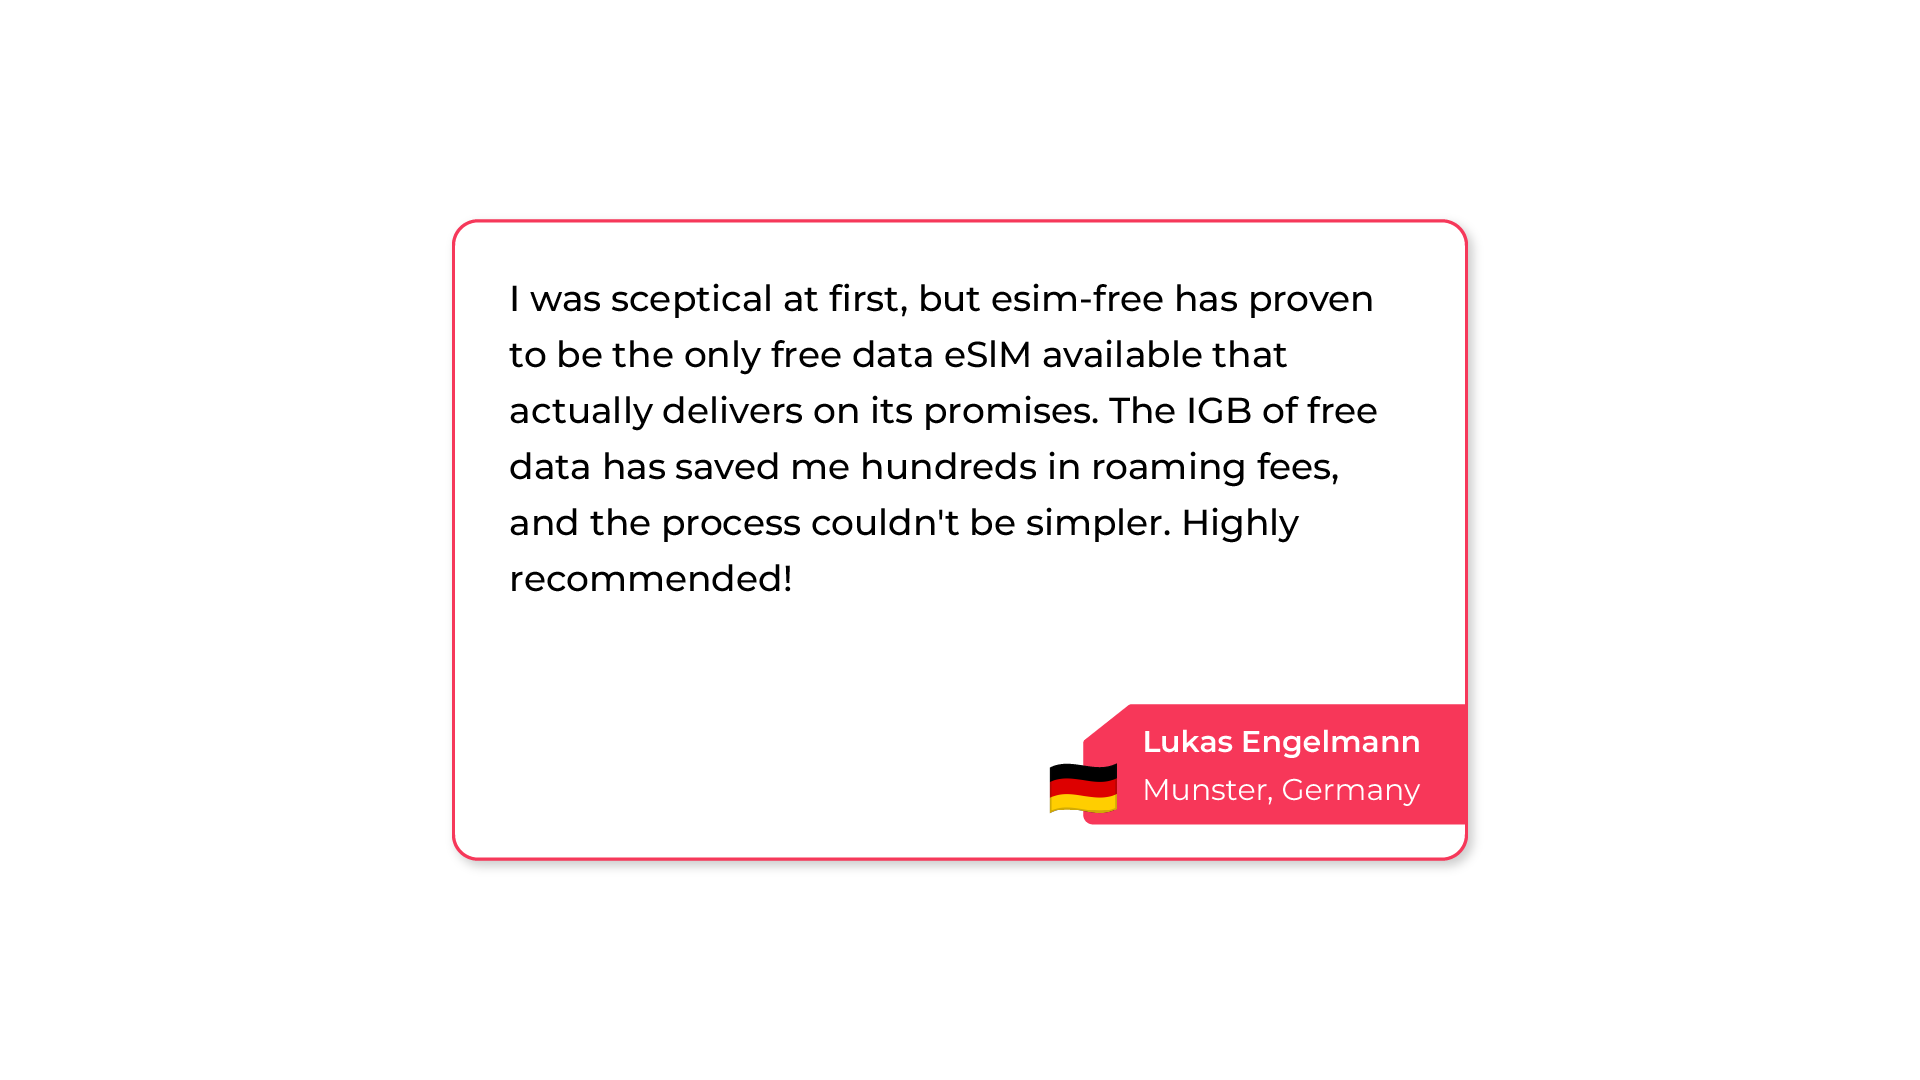 I was sceptical at first, but esim-free has proven
to be the only free data eSlM available that
actually delivers on its promises. The IGB of free
data has saved me hundreds in roaming fees,
and the process couldn't be simpler. Highly
recommended!
Lukas Engelmann
Munster, Germany